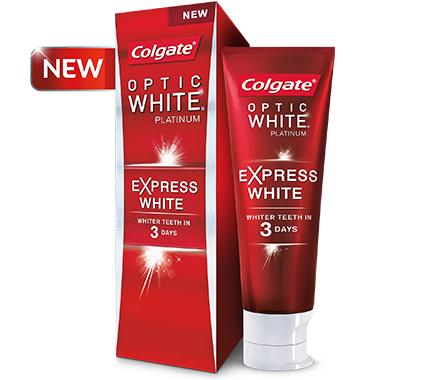 NEW
NEW
Colgate®
OPTIC
WHITE®
PLATINUM
EXPRESS
WHITE
WHITER TEETH IN
3 DAYS
Colgate®
OPTIC
WHITE®
PLATINUM
EXPRESS
WHITE
WHITER TEETH IN
3 DAYS